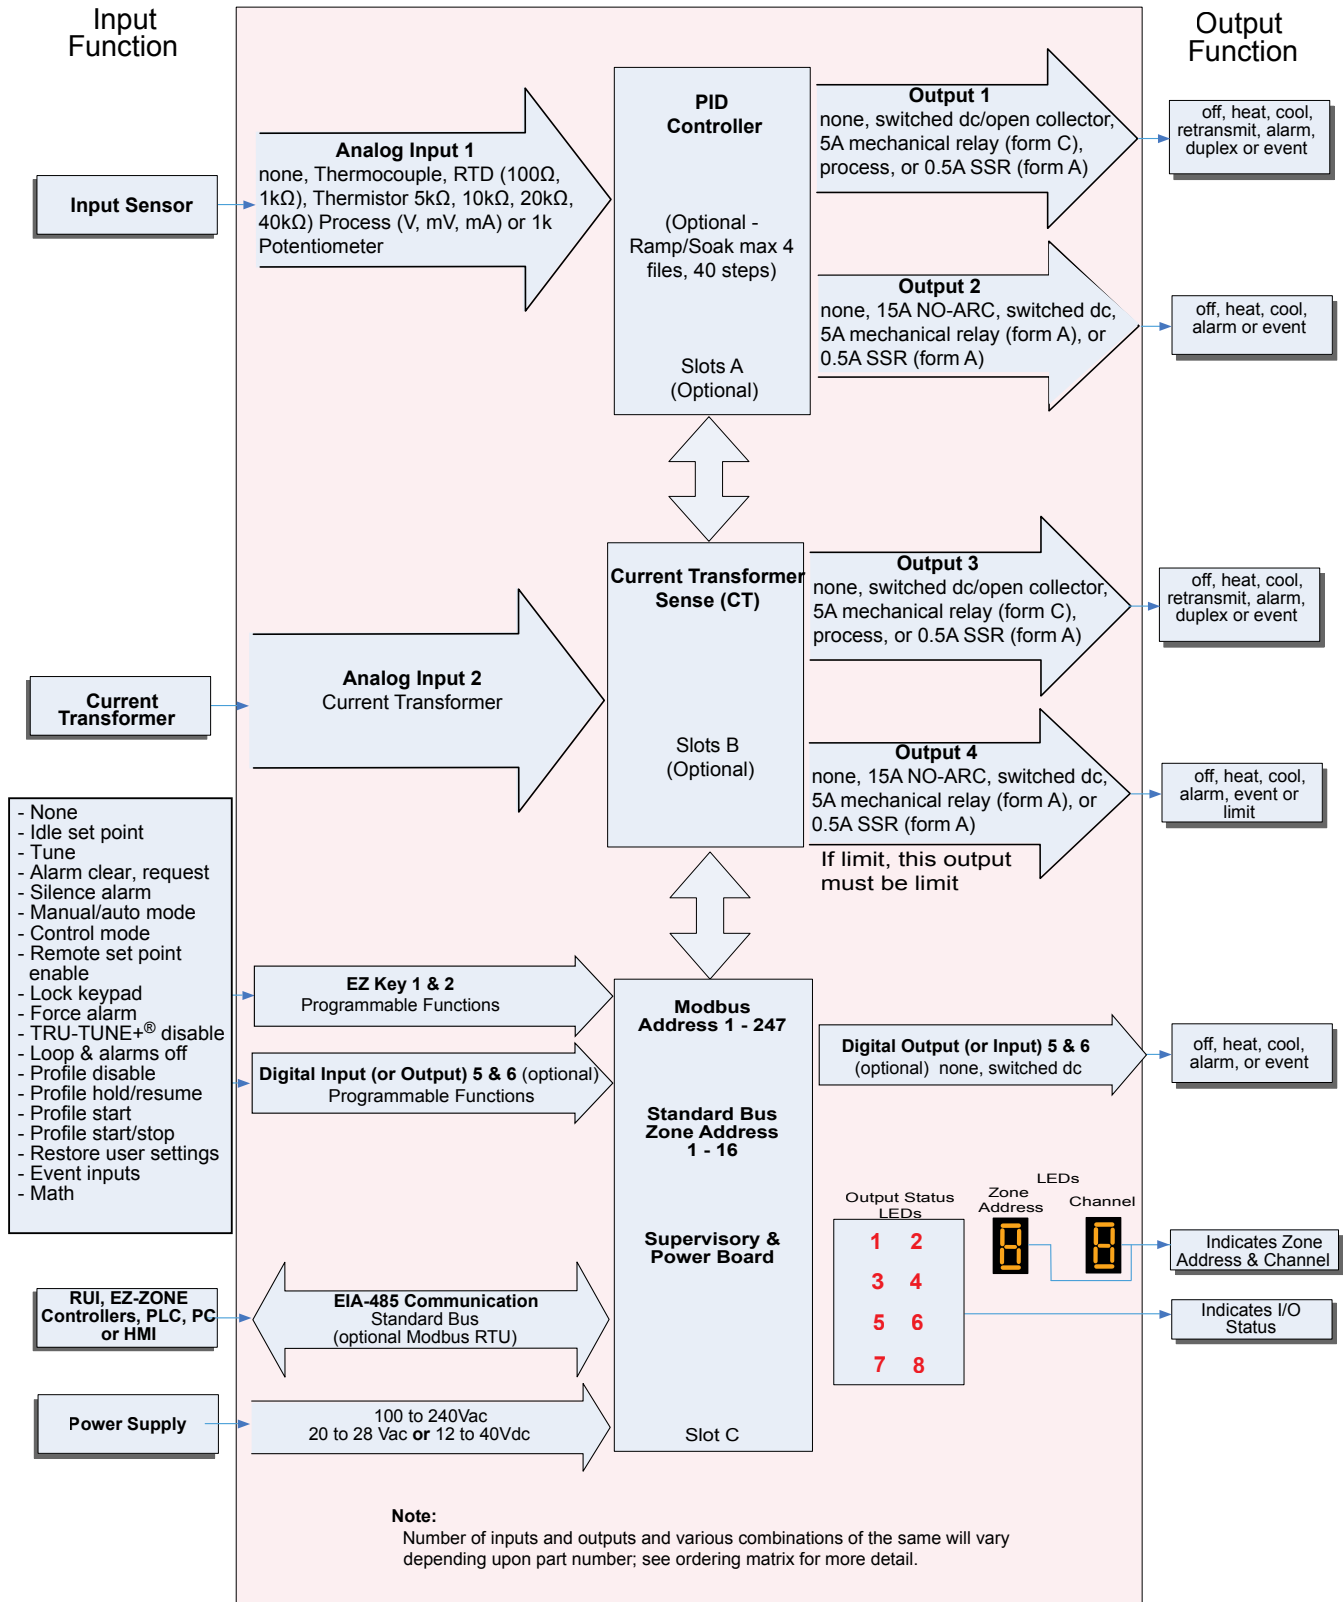 Input
Function
Output
Function
Input Sensor
Analog Input 1
none, Thermocouple, RTD (100Ω,
1kΩ), Thermistor 5kΩ, 10kΩ, 20kΩ,
40kΩ) Process (V, mV, mA) or 1k
Potentiometer
PID
Controller
(Optional -
Ramp/Soak max 4
files, 40 steps)
Slots A
(Optional)
Output 1
none, switched dc/open collector,
5A mechanical relay (form C),
process, or 0.5A SSR (form A)
off, heat, cool,
retransmit, alarm,
duplex or event
Output 2
none, 15A NO-ARC, switched dc,
5A mechanical relay (form A), or
0.5A SSR (form A)
off, heat, cool,
alarm or event
Current
Transformer
Analog Input 2
Current Transformer
Current Transformer
Sense (CT)
Slots B
(Optional)
Output 3
none, switched dc/open collector,
5A mechanical relay (form C),
process, or 0.5A SSR (form A)
off, heat, cool,
retransmit, alarm,
duplex or event
Output 4
none, 15A NO-ARC, switched dc,
5A mechanical relay (form A), or
0.5A SSR (form A)
If limit, this output
must be limit
off, heat, cool,
alarm, event or
limit
- None
- Idle set point
- Tune
- Alarm clear, request
- Silence alarm
- Manual/auto mode
- Control mode
- Remote set point
enable
- Lock keypad
- Force alarm
- TRU-TUNE+® disable
- Loop & alarms off
- Profile disable
- Profile hold/resume
- Profile start
- Profile start/stop
- Restore user settings
- Event inputs
- Math
EZ Key 1 & 2
Programmable Functions
Digital Input (or Output) 5 & 6 (optional)
Programmable Functions
Modbus
Address 1 - 247
Standard Bus
Zone Address
1 - 16
Supervisory &
Power Board
Slot C
Digital Output (or Input) 5 & 6
(optional) none, switched dc
off, heat, cool,
alarm, or event
Output Status
LEDs
1 2
3 4
5 6
7 8
LEDs
Zone
Address
Channel
8
8
Indicates Zone
Address & Channel
Indicates I/O
Status
RUI, EZ-ZONE
Controllers, PLC, PC
or HMI
EIA-485 Communication
Standard Bus
(optional Modbus RTU)
Power Supply
100 to 240Vac
20 to 28 Vac or 12 to 40Vdc
Note:
Number of inputs and outputs and various combinations of the same will vary
depending upon part number; see ordering matrix for more detail.